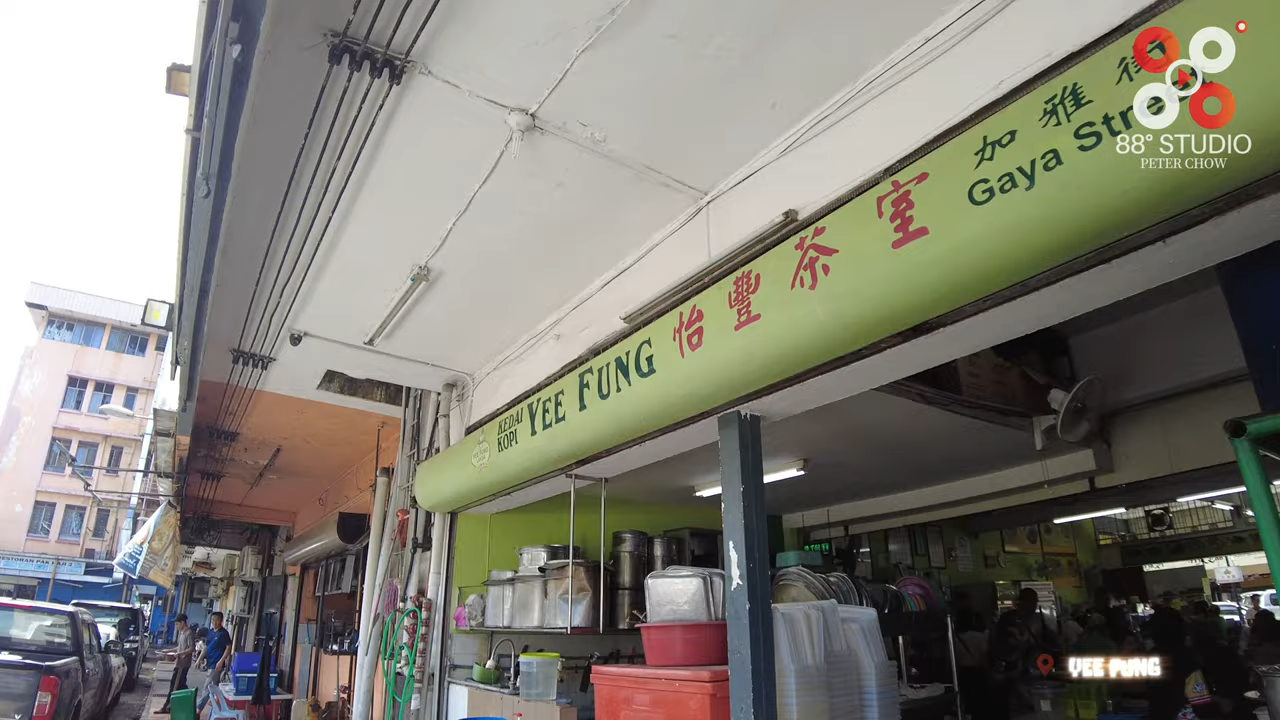 88° STUDIO
PETER CHOW
加雅街
Gaya Street
KEDAI KOPI
YEE FUNG
怡豐茶室
YEE FUNG